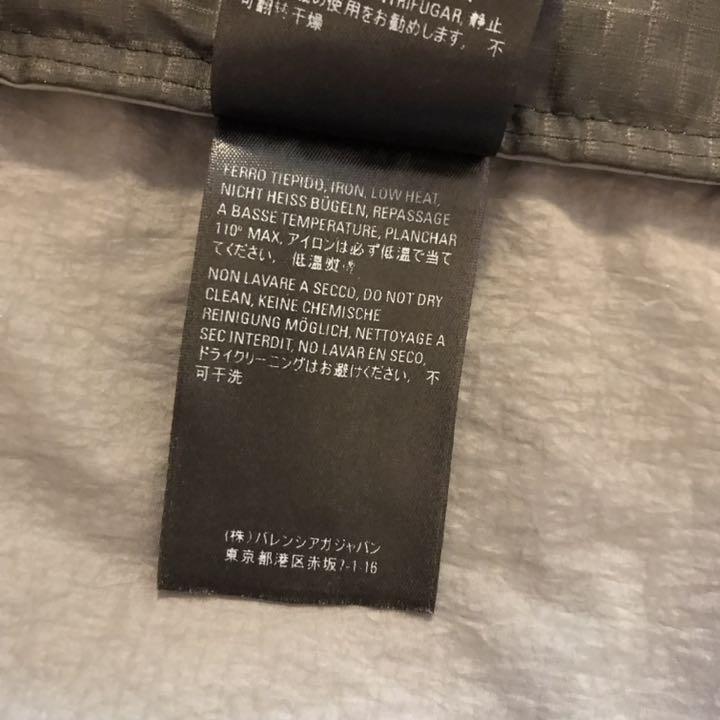 TRIFUGAR, 静止
の使用をお勧めします, 不
可翻转干燥
FERRO TIEPIDO, IRON, LOW HEAT,
NICHT HEISS BÜGELN, REPASSAGE
A BASSE TEMPERATURE, PLANCHAR
110° MAX, アイロンは必ず低温で当て
てください, 低温熨烫
NON LAVARE A SECCO, DO NOT DRY
CLEAN, KEINE CHEMISCHE
REINIGUNG MÖGLICH, NETTOYAGE A
SEC INTERDIT, NO LAVAR EN SECO,
ドライクリーニングはお避けください, 不
可干洗
(株) バレンシアガジャパン
東京都港区赤坂7-1-16